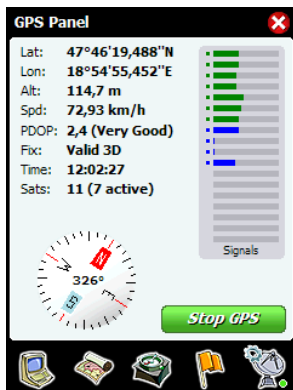 GPS Panel
Lat: 47°46'19,488"N
Lon: 18°54'55,452"E
Alt: 114,7 m
Spd: 72,93 km/h
PDOP: 2,4 (Very Good)
Fix: Valid 3D
Time: 12:02:27
Sats: 11 (7 active)
Signals
N
W
326°
E
S
Stop GPS